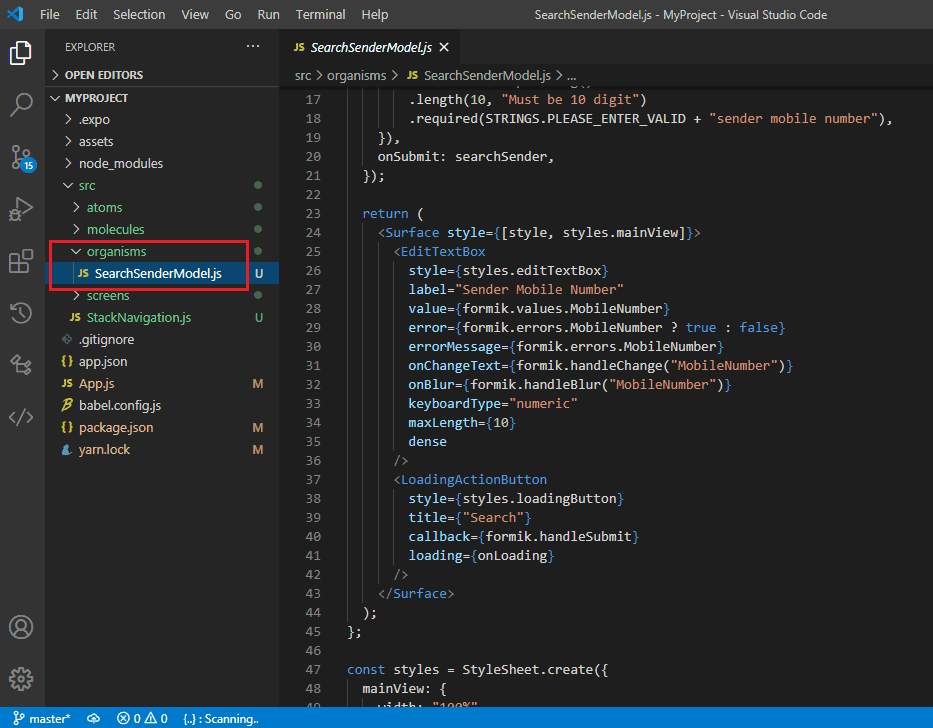 File Edit Selection View Go Run Terminal Help SearchSenderModel.js - MyProject - Visual Studio Code
EXPLORER ...
OPEN EDITORS
MYPROJECT
.expo
assets
node_modules
src
atoms
molecules
organisms
JS SearchSenderModel.js U
screens
JS StackNavigation.js U
.gitignore
{} app.json
JS App.js M
babel.config.js
{} package.json M
yarn.lock M
15
JS SearchSenderModel.js ×
src > organisms > JS SearchSenderModel.js > ...
17 .length(10, "Must be 10 digit")
18 .required(STRINGS.PLEASE_ENTER_VALID + "sender mobile number"),
19 }),
20 onSubmit: searchSender,
21 });
22
23 return (
24 <Surface style={[style, styles.mainView]}>
25 <EditTextBox
26 style={styles.editTextBox}
27 label="Sender Mobile Number"
28 value={formik.values.MobileNumber}
29 error={formik.errors.MobileNumber ? true : false}
30 errorMessage={formik.errors.MobileNumber}
31 onChangeText={formik.handleChange("MobileNumber")}
32 onBlur={formik.handleBlur("MobileNumber")}
33 keyboardType="numeric"
34 maxLength={10}
35 dense
36 />
37 <LoadingActionButton
38 style={styles.loadingButton}
39 title={"Search"}
40 callback={formik.handleSubmit}
41 loading={onLoading}
42 />
43 </Surface>
44 );
45 };
46
47 const styles = StyleSheet.create({
48 mainView: {
49 width: "100%"
master* 0 0 {..} : Scanning..